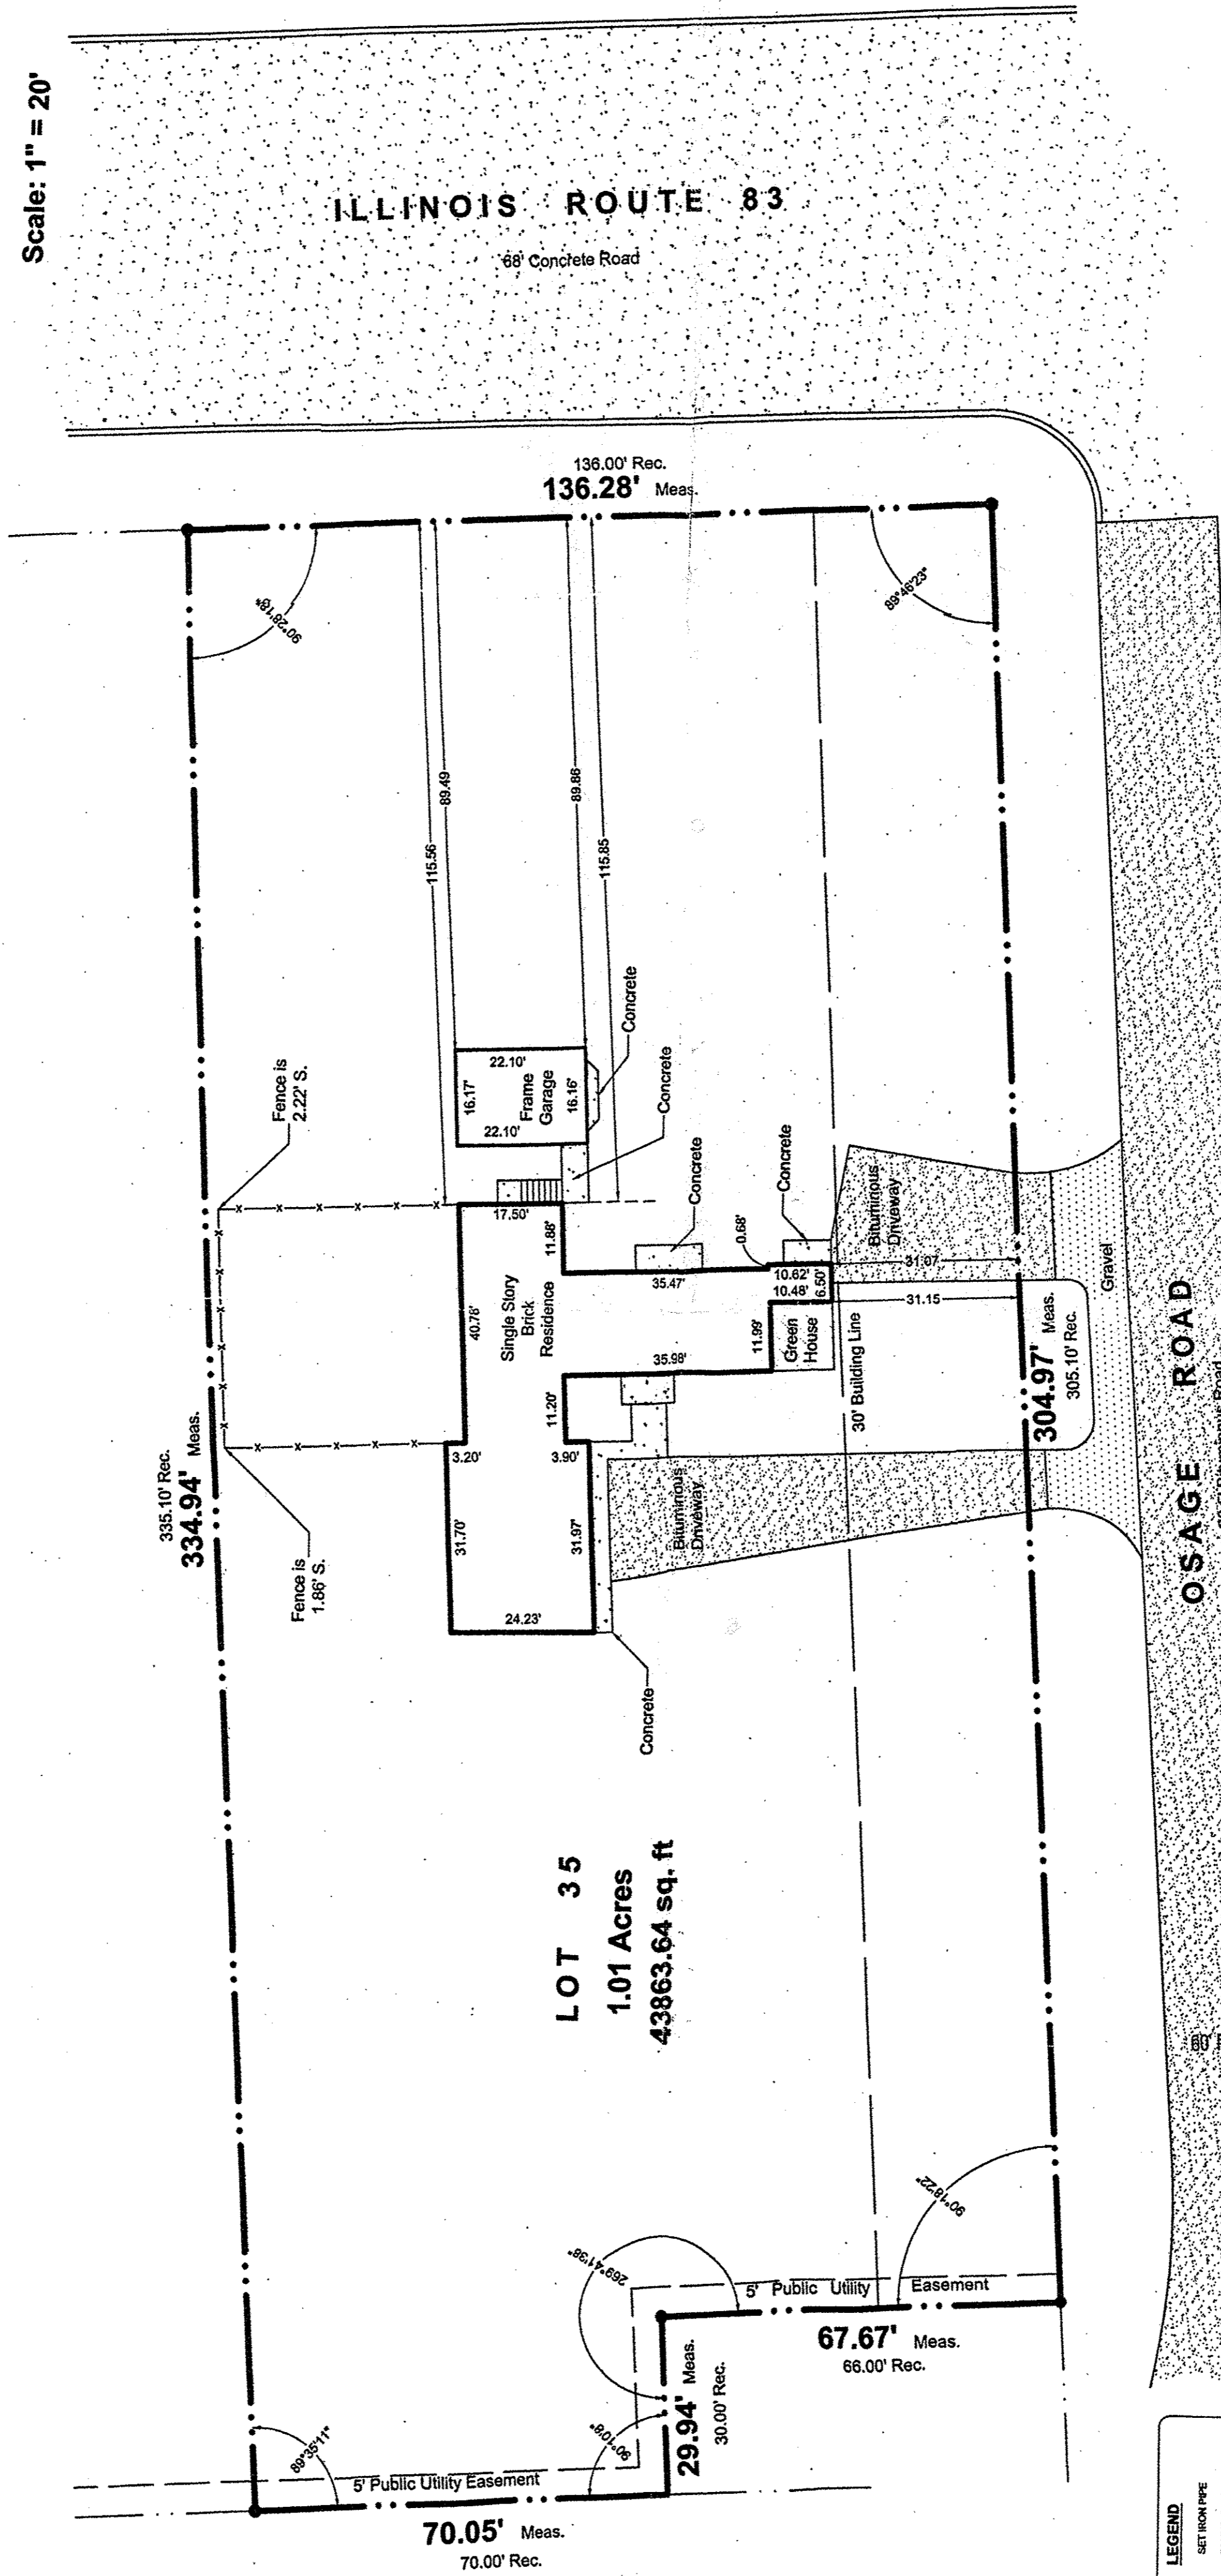 Scale: 1" = 20'
ILLINOIS ROUTE 83
68' Concrete Road
136.00' Rec.
136.28' Meas.
90°28'18"
89°46'23"
115.56
89.49
89.86
115.85
Concrete
Concrete
Fence is
2.22' S.
22.10'
16.17'
Frame
Garage
16.16'
22.10'
Concrete
Concrete
17.50'
11.88'
0.68'
Bituminous
Driveway
35.47'
10.62'
10.48'
6.50'
31.07
31.15
Gravel
40.78'
Single Story
Brick
Residence
11.99'
Green
House
30' Building Line
35.98'
11.20'
335.10' Rec.
334.94' Meas.
304.97' Meas.
305.10' Rec.
OSAGE ROAD
3.20'
3.90'
31.70'
31.97'
Bituminous
Driveway
Fence is
1.86' S.
24.23'
Concrete
LOT 35
1.01 Acres
43863.64 sq. ft
60'
90°18'22"
269°41'38"
5' Public Utility Easement
67.67' Meas.
66.00' Rec.
29.94' Meas.
30.00' Rec.
90°10'8"
89°35'11"
5' Public Utility Easement
70.05' Meas.
70.00' Rec.
LEGEND
SET IRON PIPE